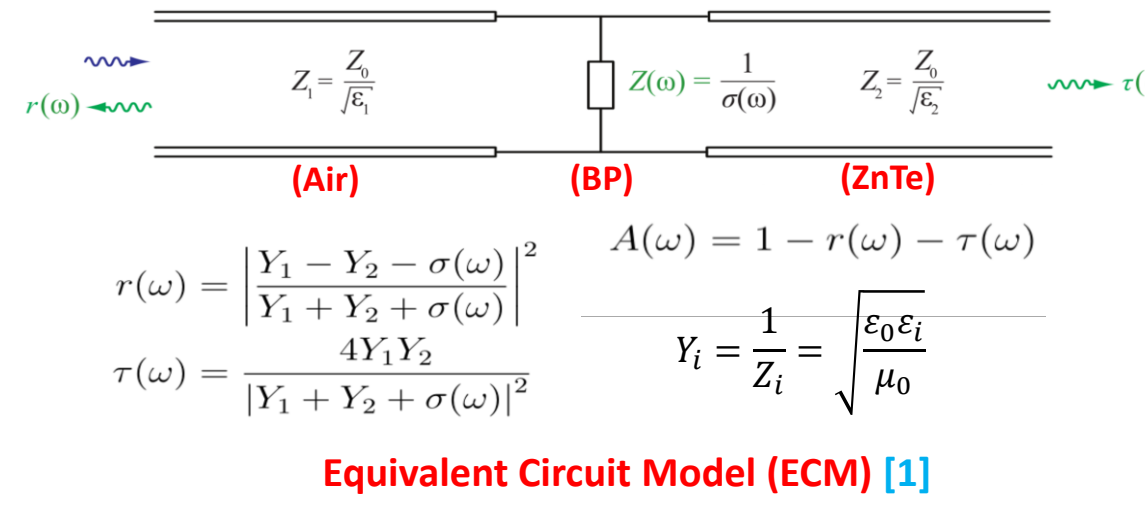 r(ω)
Z₁ = Z₀/√ε₁
Z(ω) = 1/σ(ω)
Z₂ = Z₀/√ε₂
τ(
(Air)
(BP)
(ZnTe)
r(ω) = |(Y₁ − Y₂ − σ(ω))/(Y₁ + Y₂ + σ(ω))|²
A(ω) = 1 − r(ω) − τ(ω)
τ(ω) = 4Y₁Y₂/|Y₁ + Y₂ + σ(ω)|²
Yᵢ = 1/Zᵢ = √(ε₀εᵢ/μ₀)
Equivalent Circuit Model (ECM) [1]